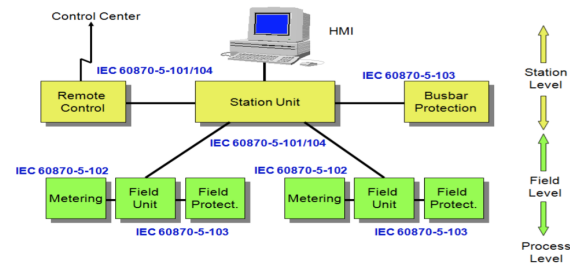 Control Center
HMI
IEC 60870-5-101/104
IEC 60870-5-103
Remote
Control
Station Unit
Busbar
Protection
Station
Level
IEC 60870-5-101/104
IEC 60870-5-102
IEC 60870-5-102
Metering
Field
Unit
Field
Protect.
Metering
Field
Unit
Field
Protect.
Field
Level
IEC 60870-5-103
IEC 60870-5-103
Process
Level